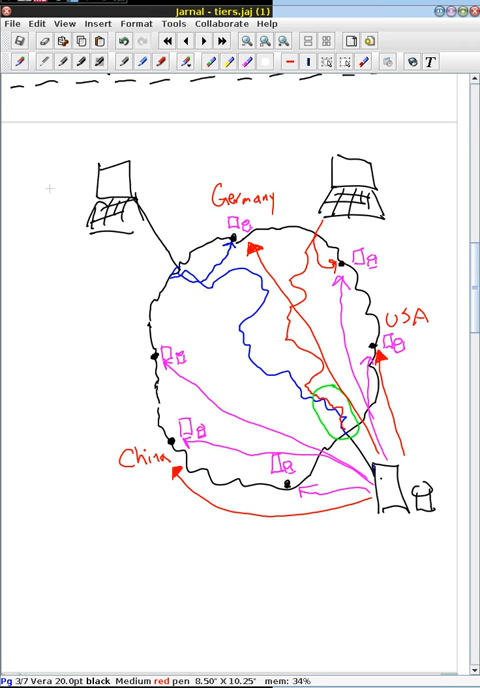 Jarnal - tiers.jaj (1)
File Edit View Insert Format Tools Collaborate Help
T
Germany
USA
China
Pg 3/7 Vera 20.0pt black Medium red pen 8.50" X 10.25" mem: 34%